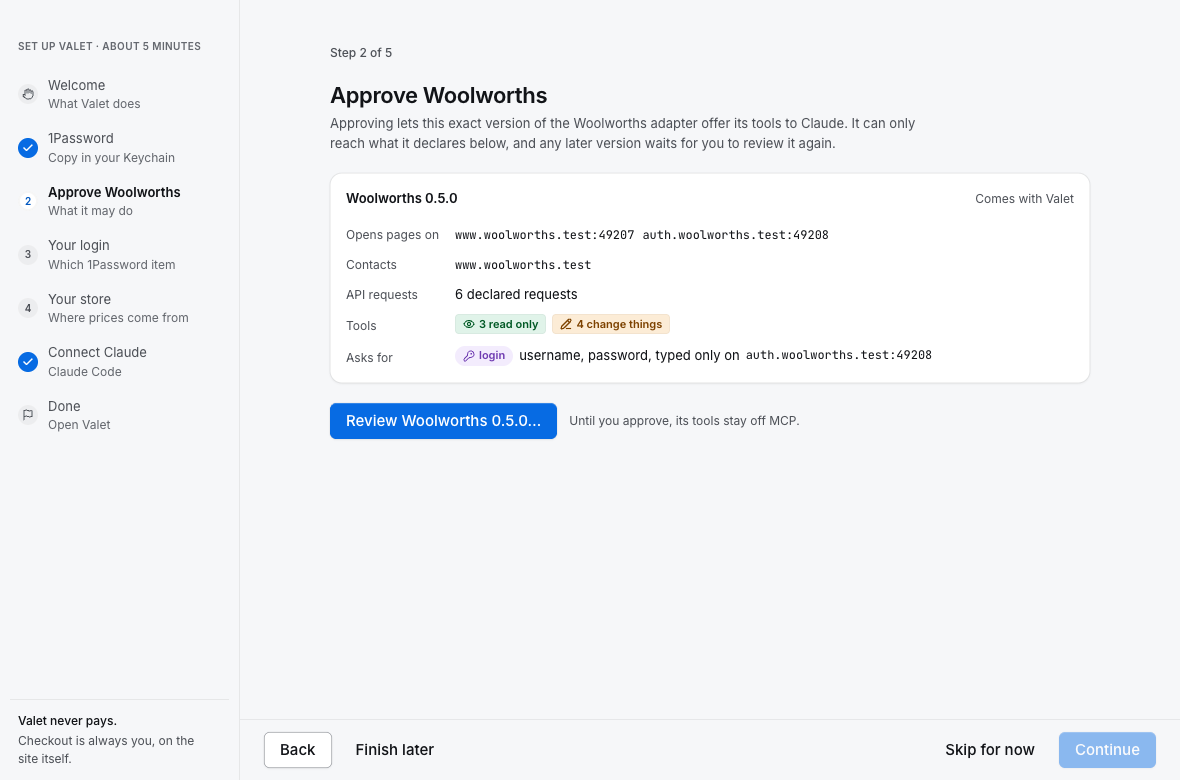 SET UP VALET · ABOUT 5 MINUTES
Welcome
What Valet does
1Password
Copy in your Keychain
2
Approve Woolworths
What it may do
3
Your login
Which 1Password item
4
Your store
Where prices come from
Connect Claude
Claude Code
Done
Open Valet
Valet never pays.
Checkout is always you, on the
site itself.
Step 2 of 5
Approve Woolworths
Approving lets this exact version of the Woolworths adapter offer its tools to Claude. It can only
reach what it declares below, and any later version waits for you to review it again.
Woolworths 0.5.0 Comes with Valet
Opens pages on www.woolworths.test:49207 auth.woolworths.test:49208
Contacts www.woolworths.test
API requests 6 declared requests
Tools 3 read only 4 change things
Asks for login username, password, typed only on auth.woolworths.test:49208
Review Woolworths 0.5.0... Until you approve, its tools stay off MCP.
Back Finish later Skip for now Continue